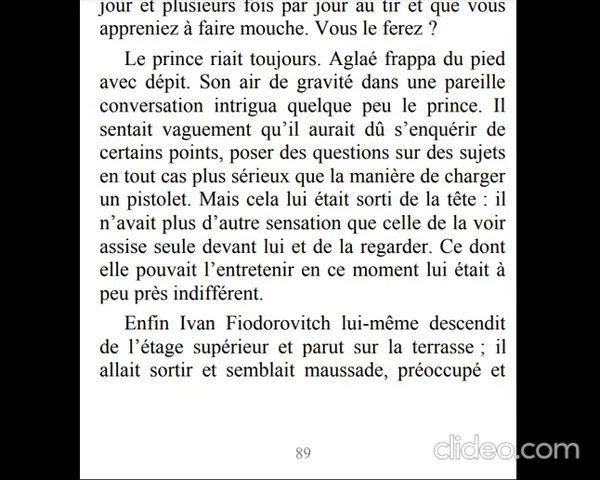 jour et plusieurs fois par jour au tir et que vous
appreniez à faire mouche. Vous le ferez ?
Le prince riait toujours. Aglaé frappa du pied
avec dépit. Son air de gravité dans une pareille
conversation intrigua quelque peu le prince. Il
sentait vaguement qu’il aurait dû s’enquérir de
certains points, poser des questions sur des sujets
en tout cas plus sérieux que la manière de charger
un pistolet. Mais cela lui était sorti de la tête : il
n’avait plus d’autre sensation que celle de la voir
assise seule devant lui et de la regarder. Ce dont
elle pouvait l’entretenir en ce moment lui était à
peu près indifférent.
Enfin Ivan Fiodorovitch lui-même descendit
de l’étage supérieur et parut sur la terrasse ; il
allait sortir et semblait maussade, préoccupé et
89
clideo.com